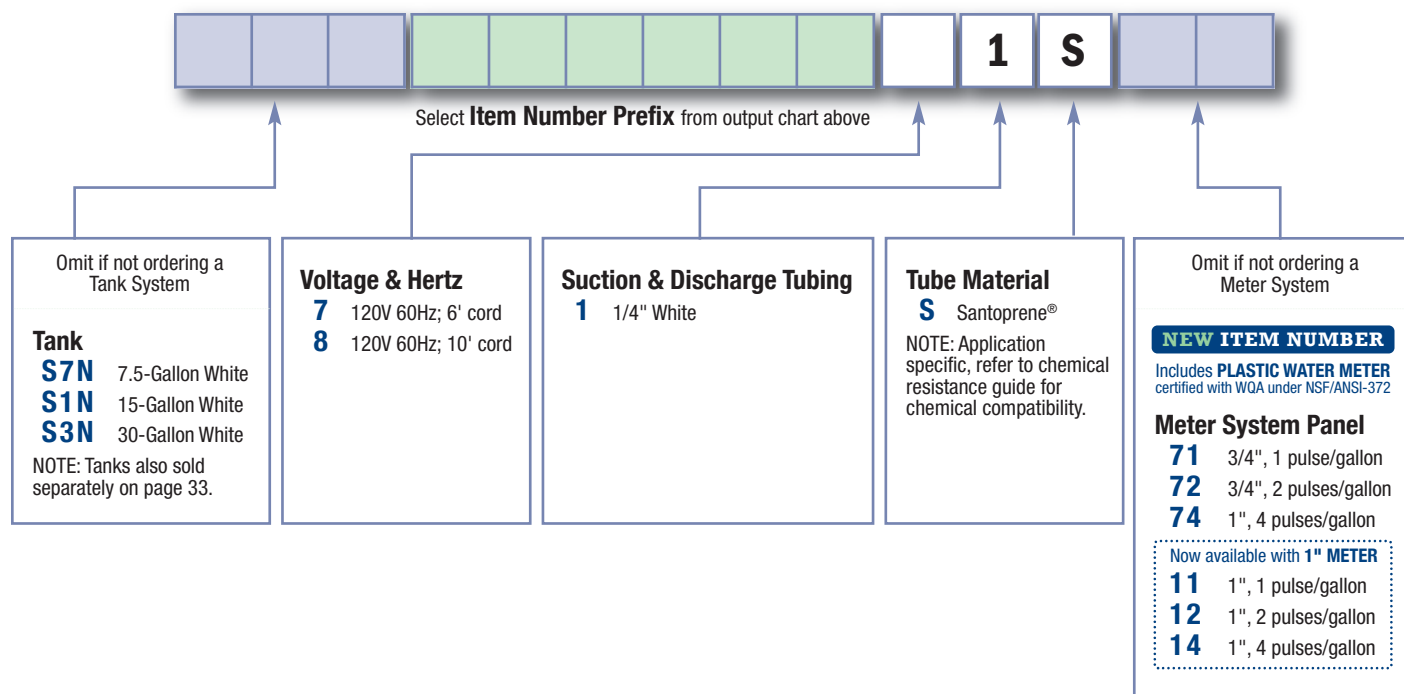 1 S
Select Item Number Prefix from output chart above
Omit if not ordering a
Tank System
Tank
S7N 7.5-Gallon White
S1N 15-Gallon White
S3N 30-Gallon White
NOTE: Tanks also sold
separately on page 33.
Voltage & Hertz
7 120V 60Hz; 6' cord
8 120V 60Hz; 10' cord
Suction & Discharge Tubing
1 1/4" White
Tube Material
S Santoprene®
NOTE: Application
specific, refer to chemical
resistance guide for
chemical compatibility.
Omit if not ordering a
Meter System
NEW ITEM NUMBER
Includes PLASTIC WATER METER
certified with WQA under NSF/ANSI-372
Meter System Panel
71 3/4", 1 pulse/gallon
72 3/4", 2 pulses/gallon
74 1", 4 pulses/gallon
Now available with 1" METER
11 1", 1 pulse/gallon
12 1", 2 pulses/gallon
14 1", 4 pulses/gallon